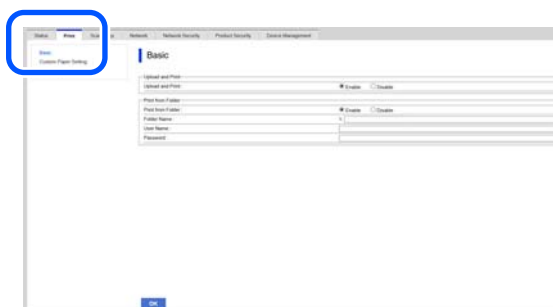 Status Print Network Network Security Product Security Device Management
Basic
Custom Paper Setting
Basic
Upload and Print
Upload and Print Enable Disable
Print from Folder
Print from Folder Enable Disable
Folder Name
User Name
Password
OK